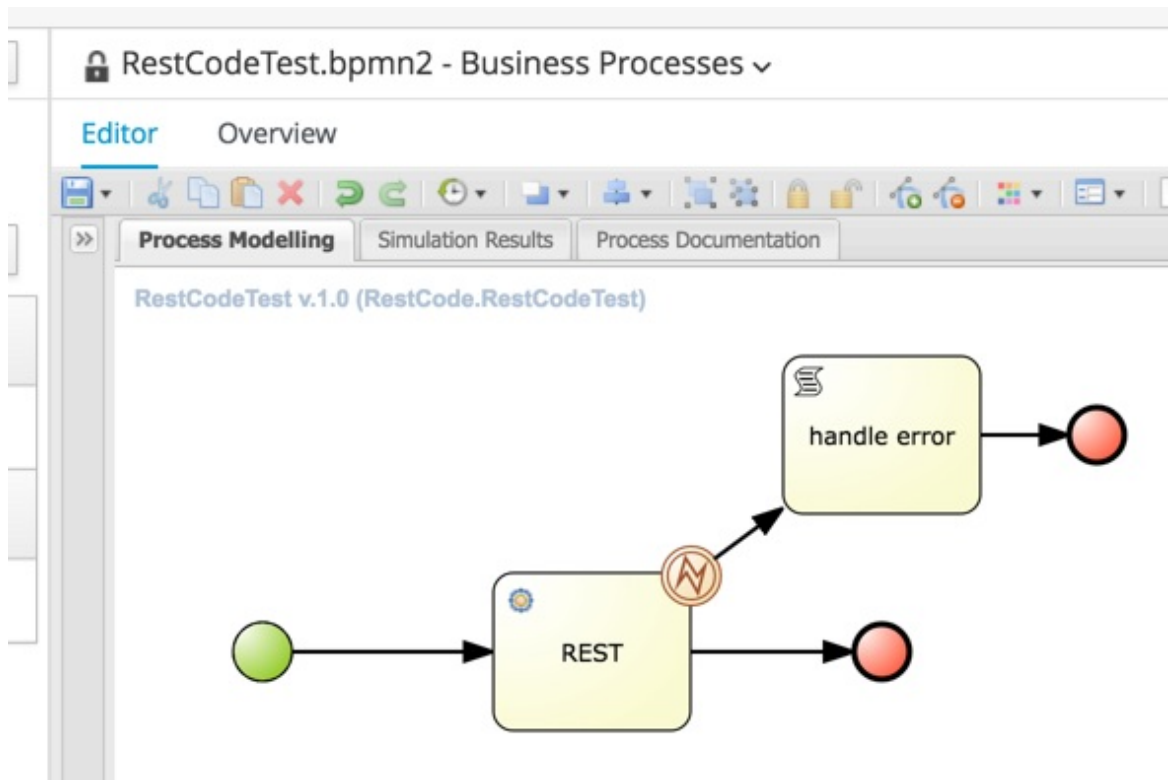 RestCodeTest.bpmn2 - Business Processes
Editor Overview
Process Modelling Simulation Results Process Documentation
RestCodeTest v.1.0 (RestCode.RestCodeTest)
handle error
REST